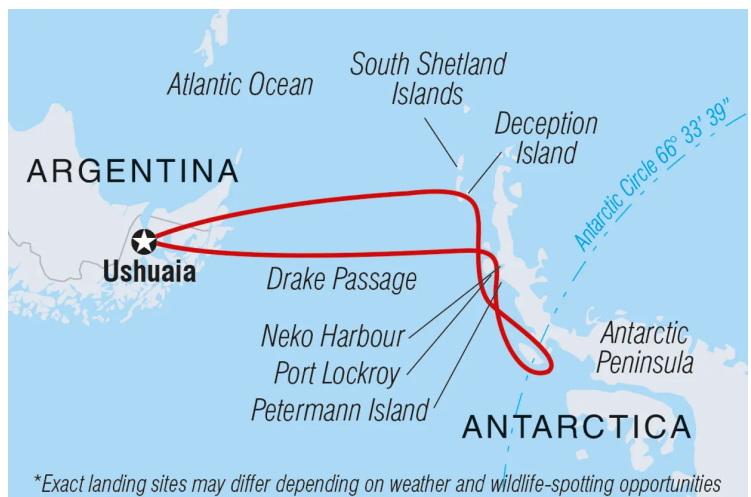 South Shetland
Islands
Atlantic Ocean
Deception
Island
ARGENTINA
Antarctic Circle 66° 33’ 39”
Ushuaia
Drake Passage
Neko Harbour
Port Lockroy
Petermann Island
Antarctic
Peninsula
ANTARCTICA
*Exact landing sites may differ depending on weather and wildlife-spotting opportunities